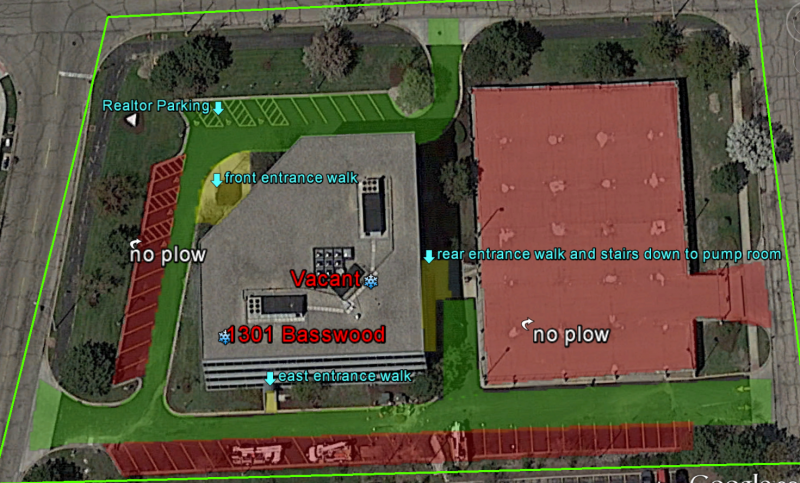 Realtor Parking
front entrance walk
no plow
rear entrance walk and stairs down to pump room
Vacant
1301 Basswood
no plow
east entrance walk